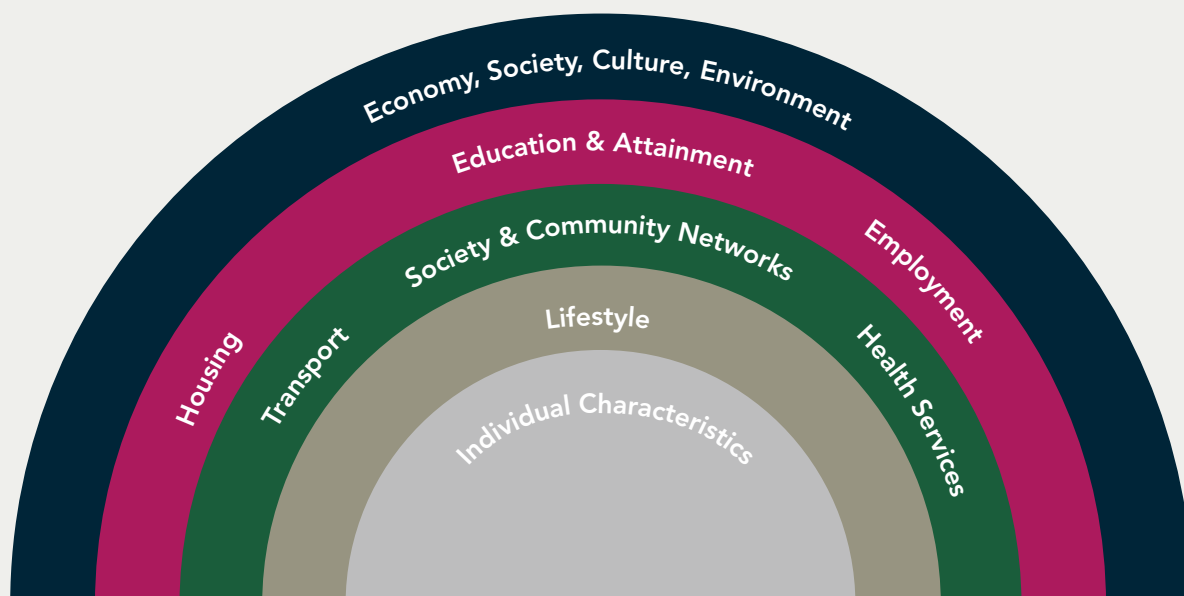 Economy, Society, Culture, Environment
Education & Attainment
Housing
Employment
Society & Community Networks
Transport
Health Services
Lifestyle
Individual Characteristics